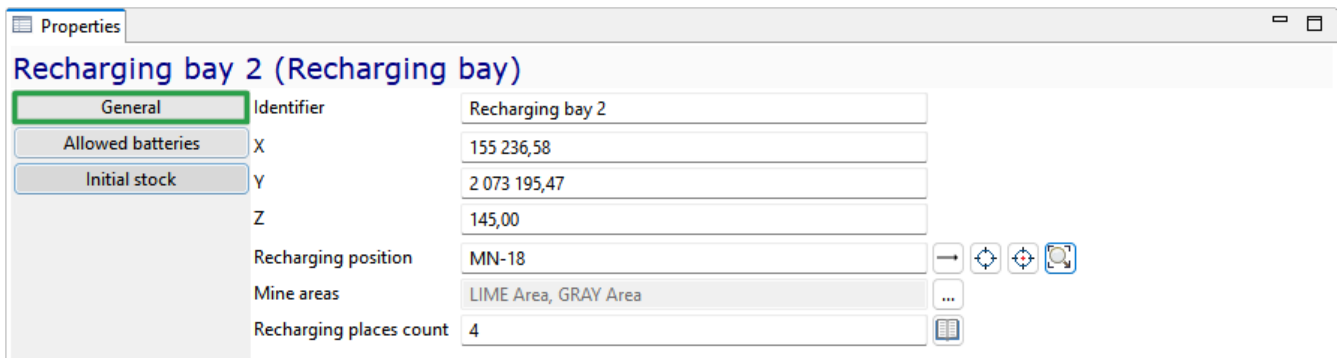 Properties
Recharging bay 2 (Recharging bay)
General
Identifier Recharging bay 2
Allowed batteries
X 155 236,58
Initial stock
Y 2 073 195,47
Z 145,00
Recharging position MN-18
Mine areas LIME Area, GRAY Area ...
Recharging places count 4